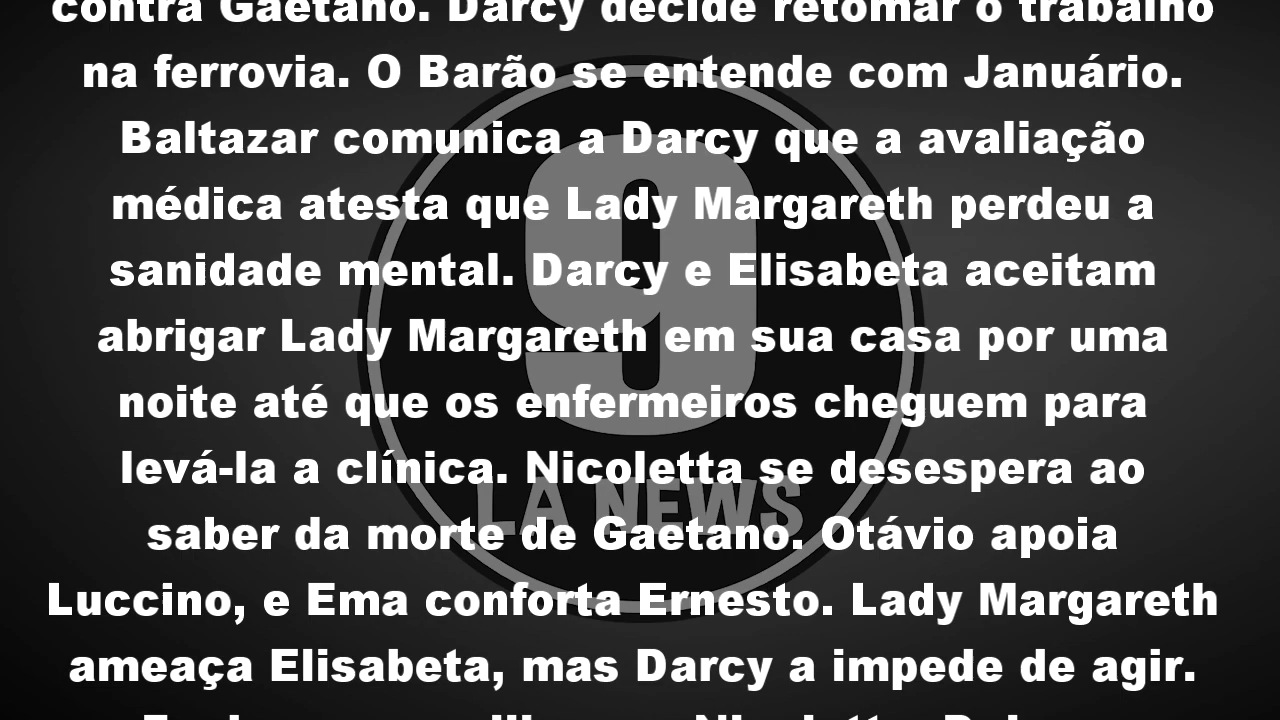 contra Gaetano. Darcy decide retomar o trabalho
na ferrovia. O Barão se entende com Januário.
Baltazar comunica a Darcy que a avaliação
médica atesta que Lady Margareth perdeu a
sanidade mental. Darcy e Elisabeta aceitam
abrigar Lady Margareth em sua casa por uma
noite até que os enfermeiros cheguem para
levá-la a clínica. Nicoletta se desespera ao
saber da morte de Gaetano. Otávio apoia
Luccino, e Ema conforta Ernesto. Lady Margareth
ameaça Elisabeta, mas Darcy a impede de agir.
9
LA NEWS